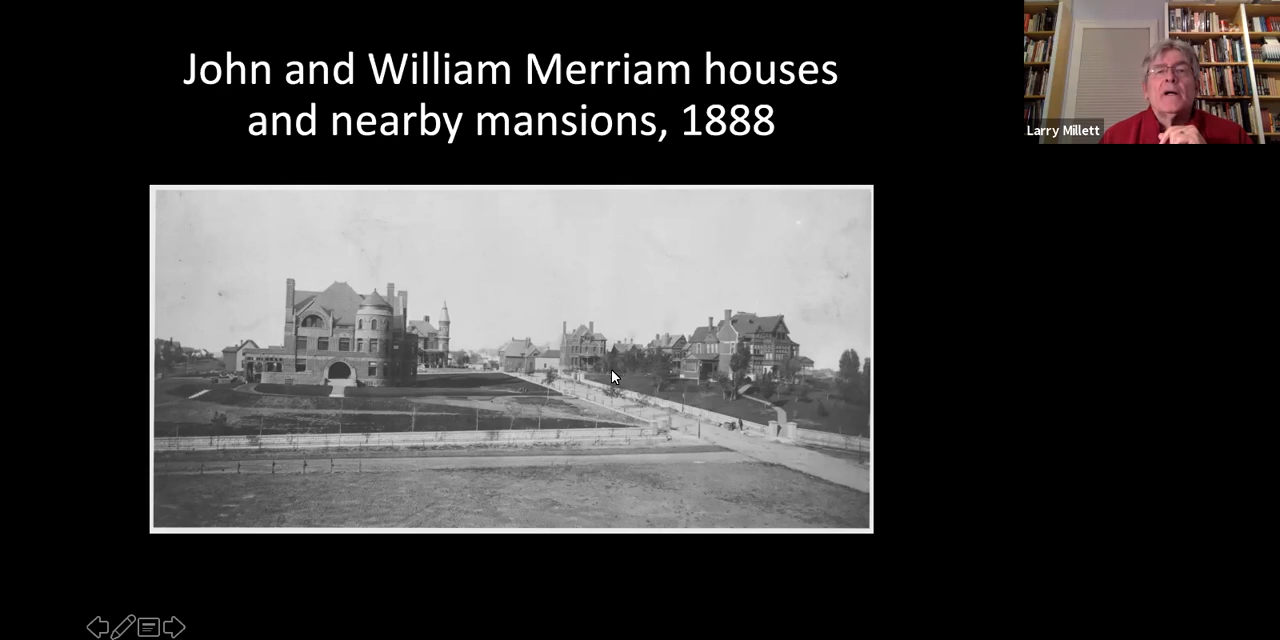 John and William Merriam houses
and nearby mansions, 1888
Larry Millett